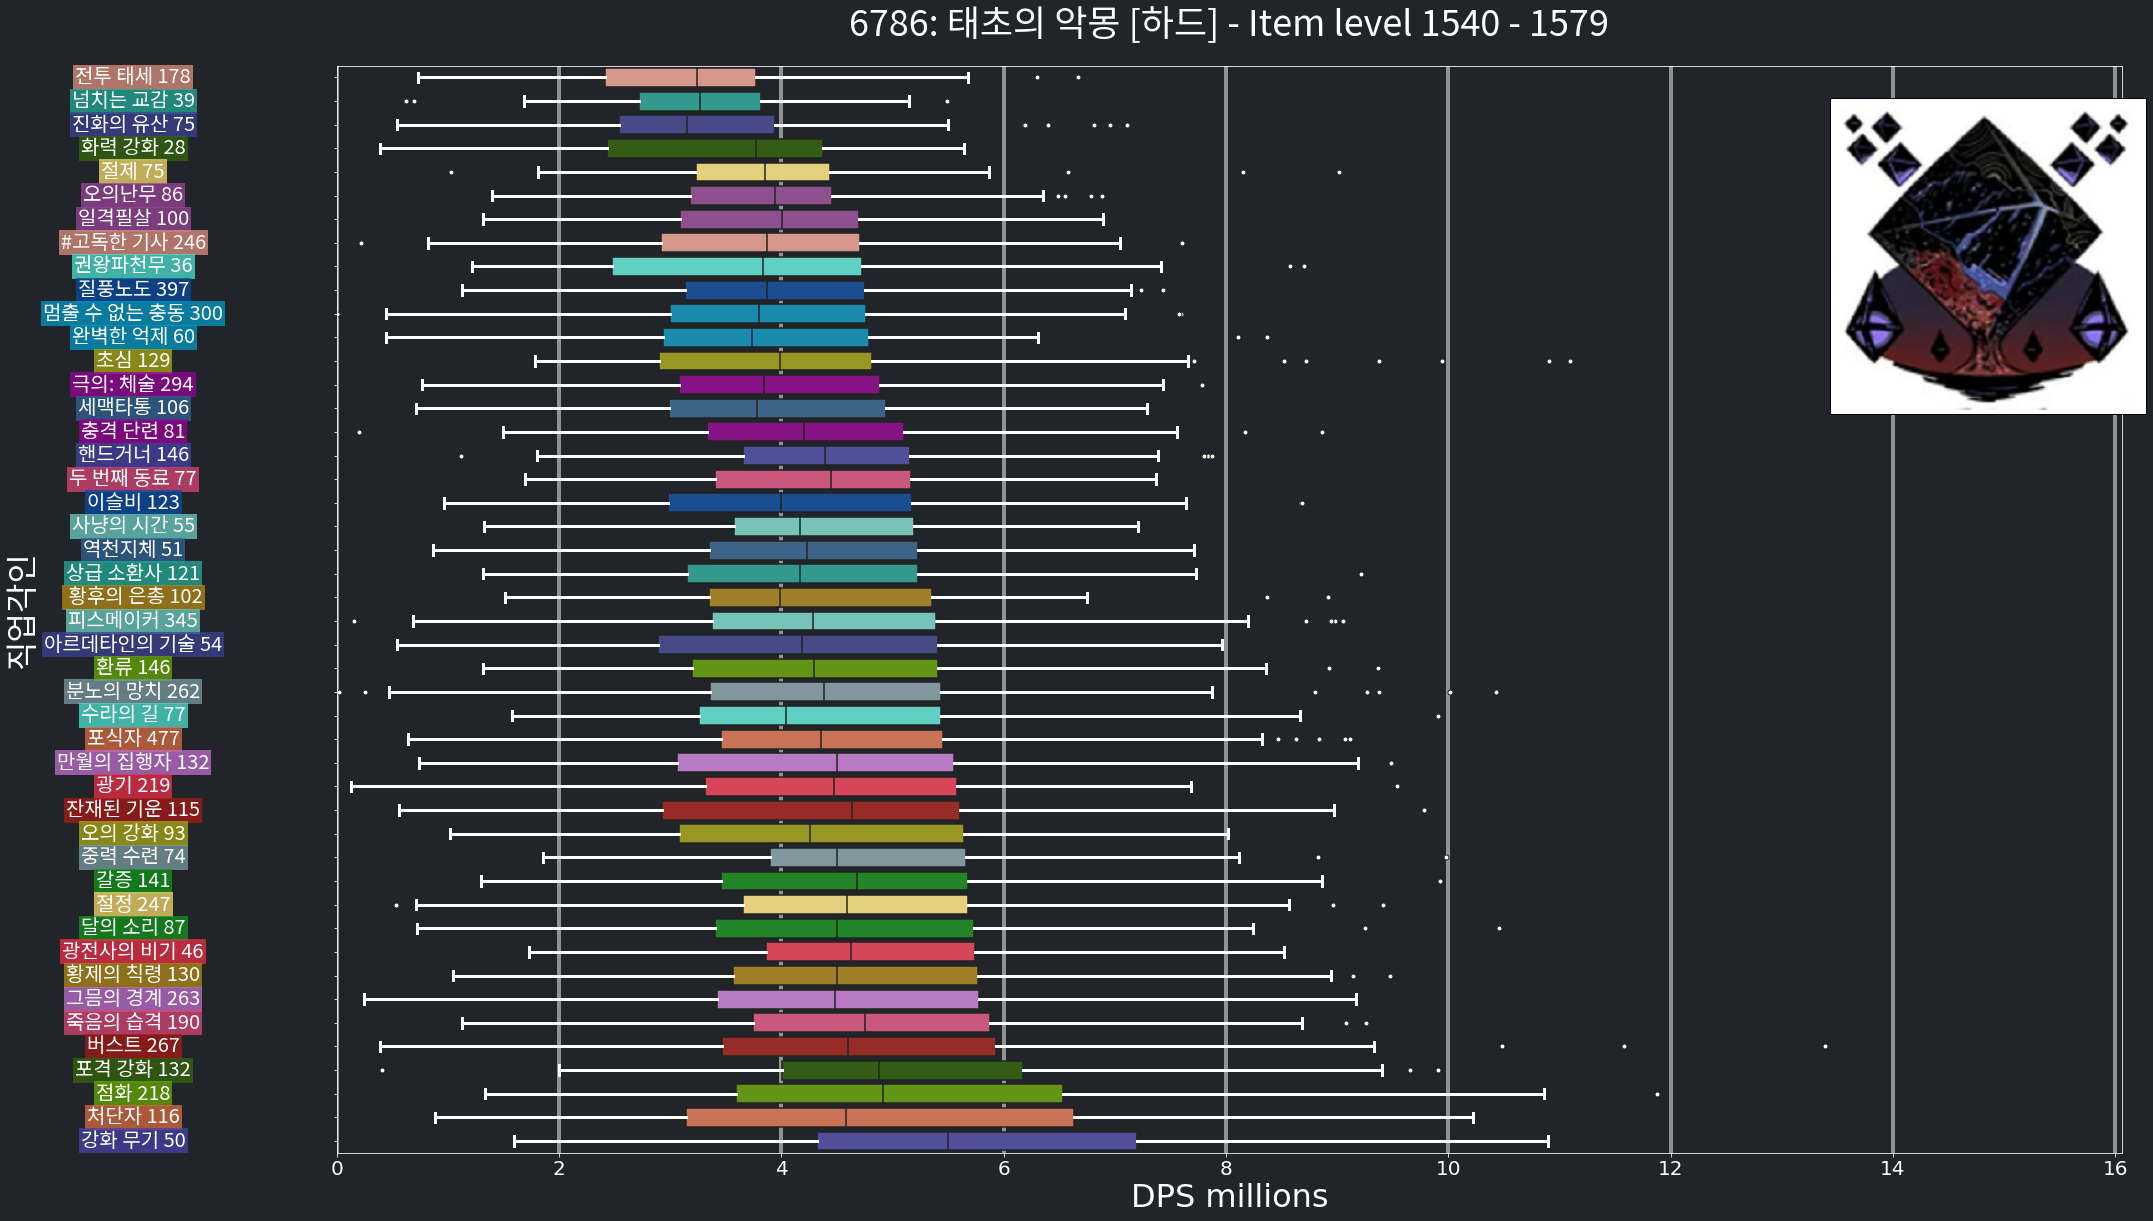 6786: 태초의 악몽 [하드] - Item level 1540 - 1579
전투 태세 178
넘치는 교감 39
진화의 유산 75
화력 강화 28
절제 75
오의난무 86
일격필살 100
#고독한 기사 246
권왕파천무 36
질풍노도 397
멈출 수 없는 충동 300
완벽한 억제 60
초심 129
극의: 체술 294
세맥타통 106
충격 단련 81
핸드거너 146
두 번째 동료 77
이슬비 123
사냥의 시간 55
역천지체 51
상급 소환사 121
황후의 은총 102
피스메이커 345
아르데타인의 기술 54
환류 146
분노의 망치 262
수라의 길 77
포식자 477
만월의 집행자 132
광기 219
잔재된 기운 115
오의 강화 93
중력 수련 74
갈증 141
절정 247
달의 소리 87
광전사의 비기 46
황제의 칙령 130
그믐의 경계 263
죽음의 습격 190
버스트 267
포격 강화 132
점화 218
처단자 116
강화 무기 50
직업각인
0 2 4 6 8 10 12 14 16
DPS millions